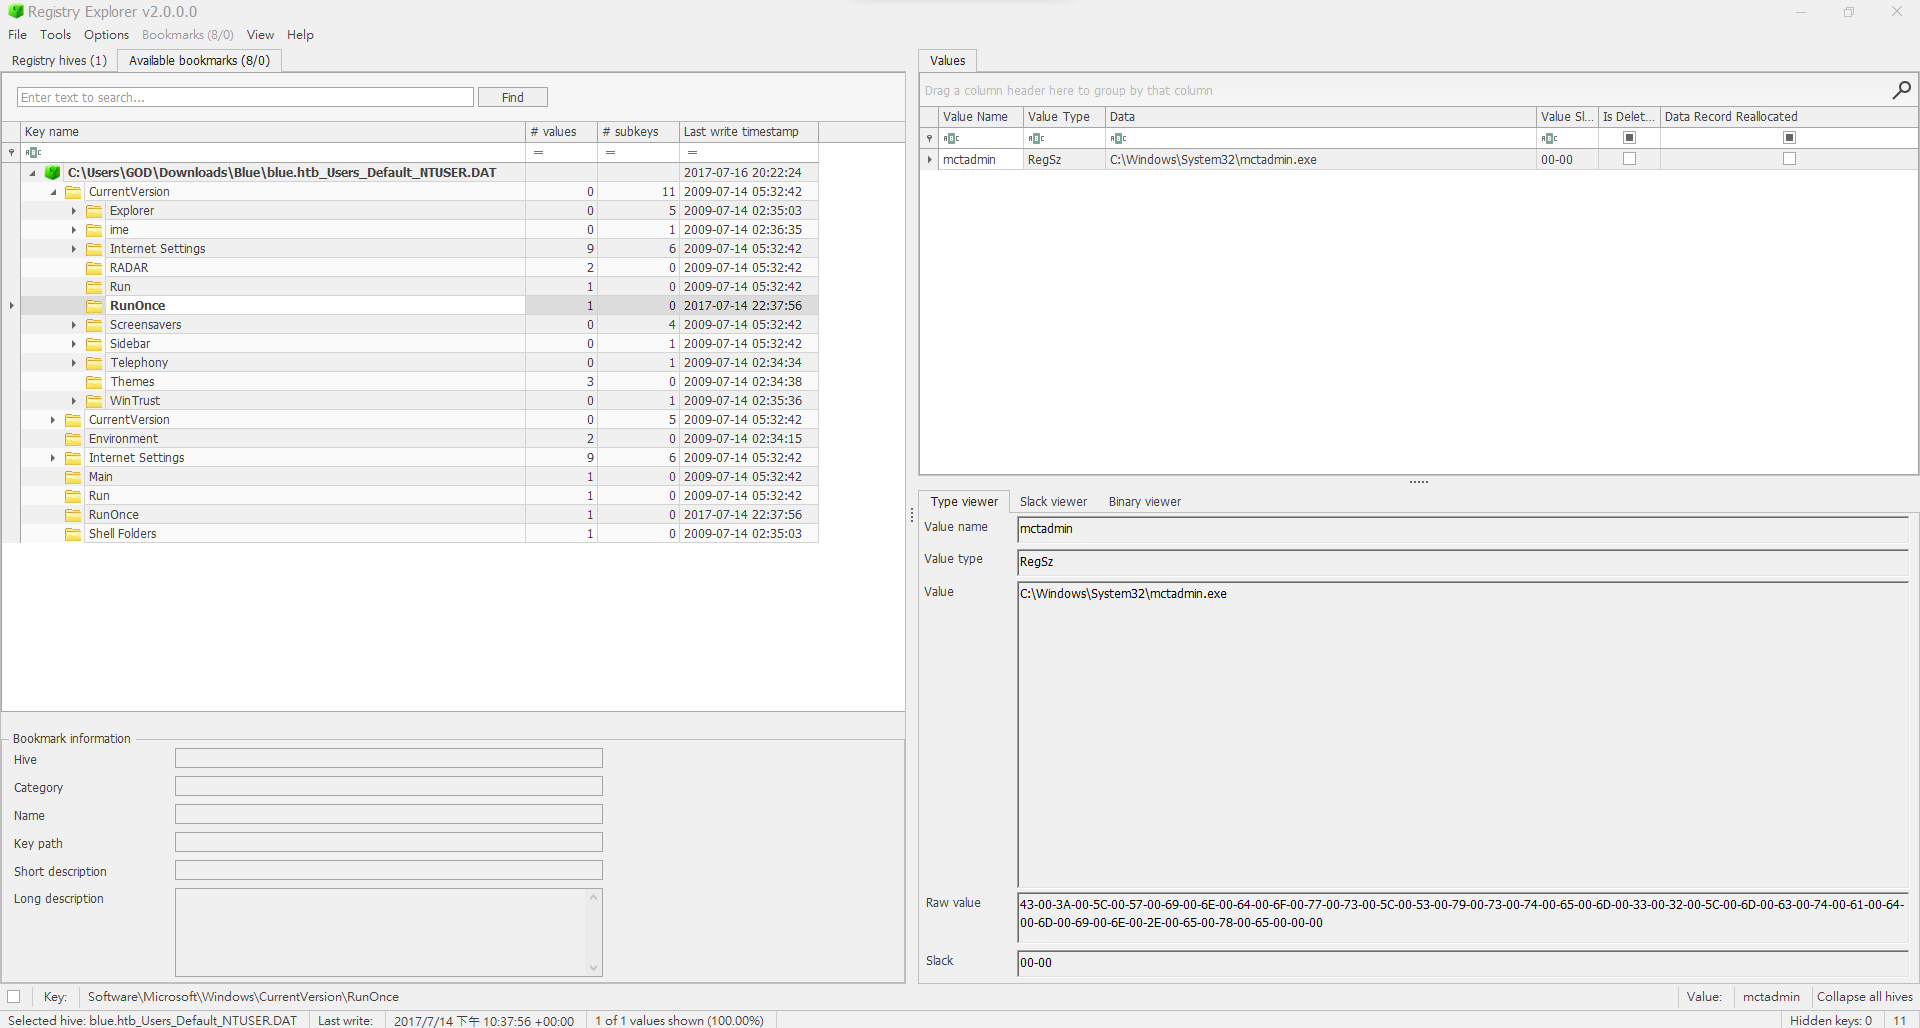 Registry Explorer v2.0.0.0
File Tools Options Bookmarks (8/0) View Help
Registry hives (1) Available bookmarks (8/0)
Enter text to search... Find
Key name # values # subkeys Last write timestamp
= = =
C:\Users\GOD\Downloads\Blue\blue.htb_Users_Default_NTUSER.DAT 2017-07-16 20:22:24
CurrentVersion 0 11 2009-07-14 05:32:42
Explorer 0 5 2009-07-14 02:35:03
ime 0 1 2009-07-14 02:36:35
Internet Settings 9 6 2009-07-14 05:32:42
RADAR 2 0 2009-07-14 05:32:42
Run 1 0 2009-07-14 05:32:42
RunOnce 1 0 2017-07-14 22:37:56
Screensavers 0 4 2009-07-14 05:32:42
Sidebar 0 1 2009-07-14 05:32:42
Telephony 0 1 2009-07-14 02:34:34
Themes 3 0 2009-07-14 02:34:38
WinTrust 0 1 2009-07-14 02:35:36
CurrentVersion 0 5 2009-07-14 05:32:42
Environment 2 0 2009-07-14 02:34:15
Internet Settings 9 6 2009-07-14 05:32:42
Main 1 0 2009-07-14 05:32:42
Run 1 0 2009-07-14 05:32:42
RunOnce 1 0 2017-07-14 22:37:56
Shell Folders 1 0 2009-07-14 02:35:03
Bookmark information
Hive
Category
Name
Key path
Short description
Long description
Values
Drag a column header here to group by that column
Value Name Value Type Data Value Sl... Is Delet... Data Record Reallocated
mctadmin RegSz C:\Windows\System32\mctadmin.exe 00-00
Type viewer Slack viewer Binary viewer
Value name mctadmin
Value type RegSz
Value C:\Windows\System32\mctadmin.exe
Raw value 43-00-3A-00-5C-00-57-00-69-00-6E-00-64-00-6F-00-77-00-73-00-5C-00-53-00-79-00-73-00-74-00-65-00-6D-00-33-00-32-00-5C-00-6D-00-63-00-74-00-61-00-64-
00-6D-00-69-00-6E-00-2E-00-65-00-78-00-65-00-00-00
Slack 00-00
Key: Software\Microsoft\Windows\CurrentVersion\RunOnce Value: mctadmin Collapse all hives
Selected hive: blue.htb_Users_Default_NTUSER.DAT Last write: 2017/7/14 下午 10:37:56 +00:00 1 of 1 values shown (100.00%) Hidden keys: 0 11